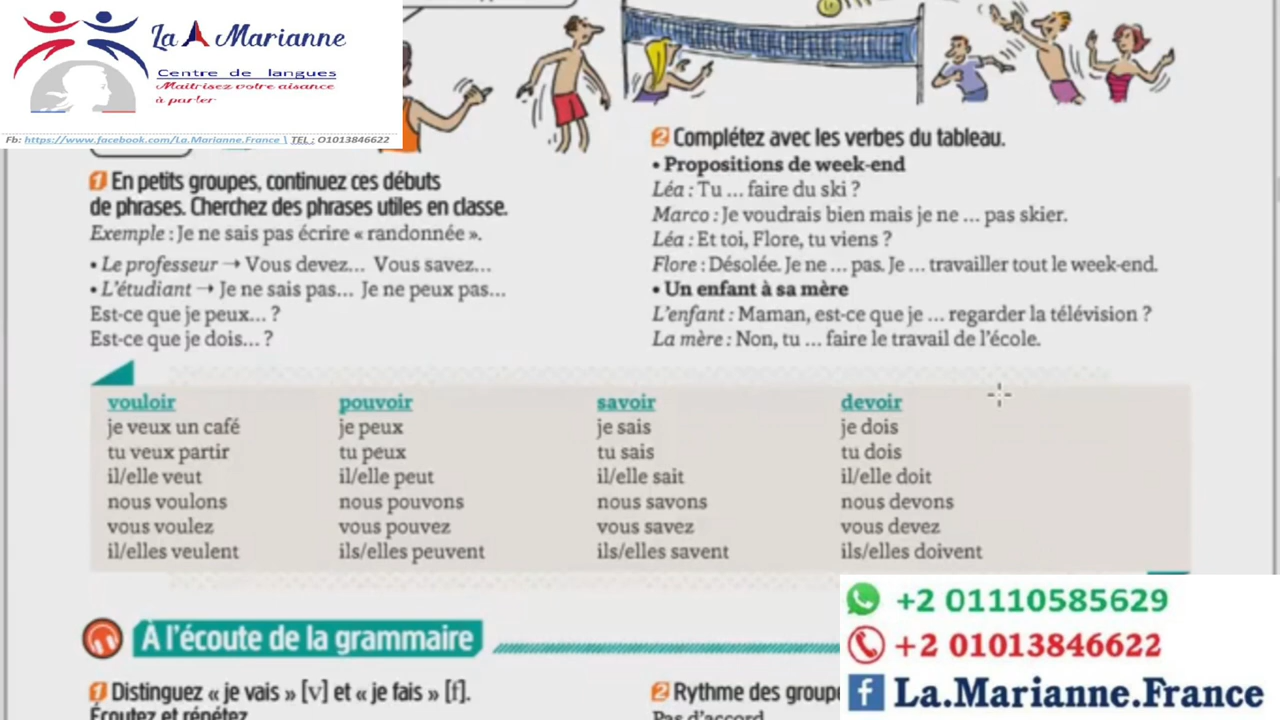 La Marianne
Centre de langues
Maitrisez votre aisance
à parler
Fb: https://www.facebook.com/La.Marianne.France \ TEL : O1013846622
1 En petits groupes, continuez ces débuts
de phrases. Cherchez des phrases utiles en classe.
Exemple : Je ne sais pas écrire « randonnée ».
• Le professeur → Vous devez... Vous savez...
• L'étudiant → Je ne sais pas... Je ne peux pas...
Est-ce que je peux... ?
Est-ce que je dois... ?
2 Complétez avec les verbes du tableau.
• Propositions de week-end
Léa : Tu ... faire du ski ?
Marco : Je voudrais bien mais je ne ... pas skier.
Léa : Et toi, Flore, tu viens ?
Flore : Désolée. Je ne ... pas. Je ... travailler tout le week-end.
• Un enfant à sa mère
L'enfant : Maman, est-ce que je ... regarder la télévision ?
La mère : Non, tu ... faire le travail de l'école.
vouloir
je veux un café
tu veux partir
il/elle veut
nous voulons
vous voulez
il/elles veulent
pouvoir
je peux
tu peux
il/elle peut
nous pouvons
vous pouvez
ils/elles peuvent
savoir
je sais
tu sais
il/elle sait
nous savons
vous savez
ils/elles savent
devoir
je dois
tu dois
il/elle doit
nous devons
vous devez
ils/elles doivent
À l'écoute de la grammaire
1 Distinguez « je vais » [v] et « je fais » [f].
Écoutez et répétez
2 Rythme des groupe
Pas d'accord
+2 01110585629
+2 01013846622
La.Marianne.France